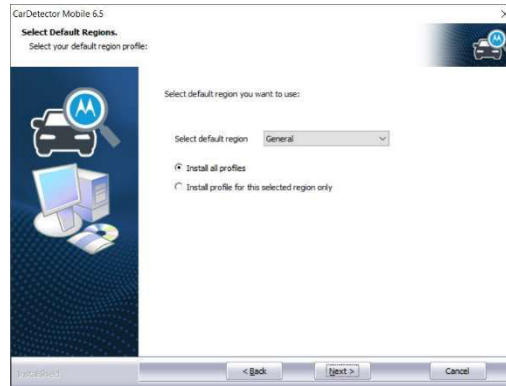 CarDetector Mobile 6.5
Select Default Regions.
Select your default region profile:
Select default region you want to use:
Select default region General
Install all profiles
Install profile for this selected region only
InstallShield
< Back Next > Cancel